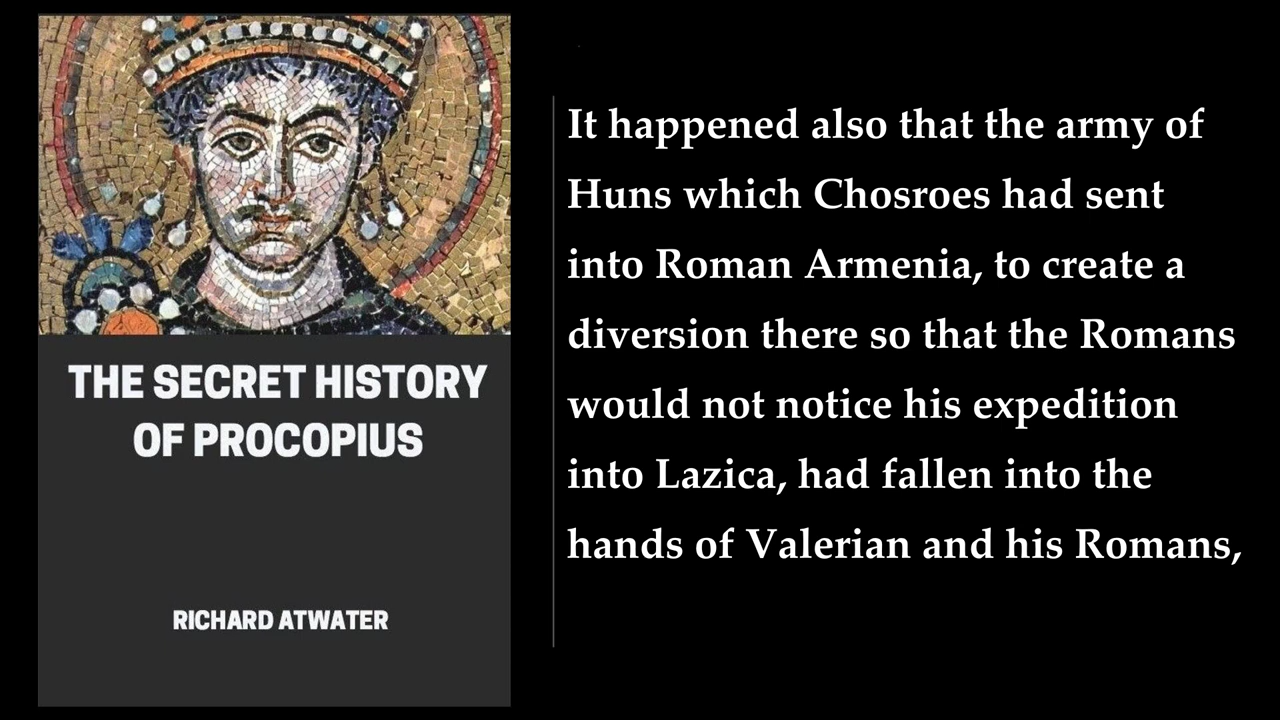 THE SECRET HISTORY
OF PROCOPIUS
RICHARD ATWATER
It happened also that the army of
Huns which Chosroes had sent
into Roman Armenia, to create a
diversion there so that the Romans
would not notice his expedition
into Lazica, had fallen into the
hands of Valerian and his Romans,